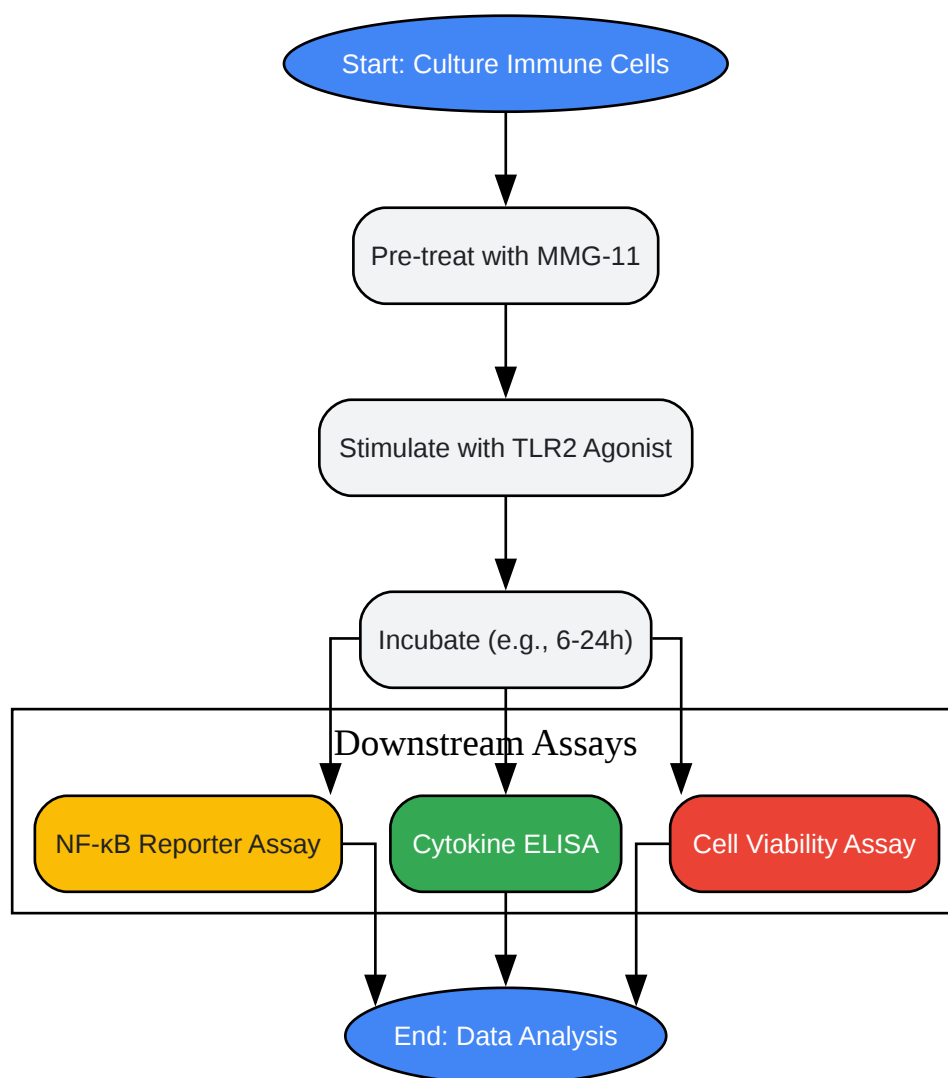 Start: Culture Immune Cells
Pre-treat with MMG-11
Stimulate with TLR2 Agonist
Incubate (e.g., 6-24h)
Downstream Assays
NF-κB Reporter Assay
Cytokine ELISA
Cell Viability Assay
End: Data Analysis